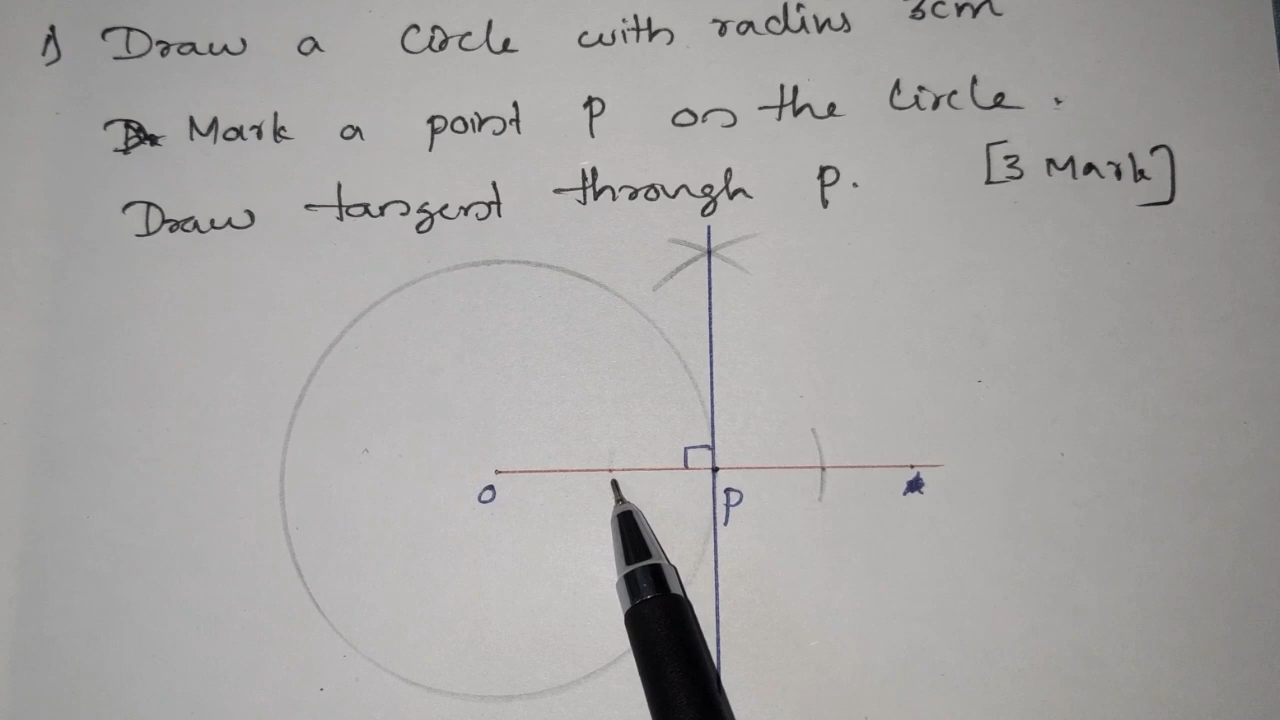 1) Draw a circle with radius 3cm
Mark a point P on the circle.
Draw tangent through P. [3 Mark]
O P